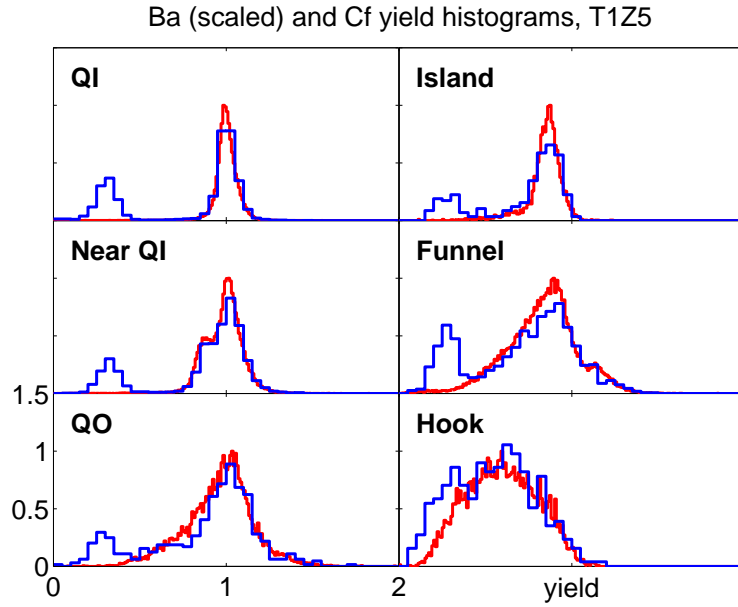 Ba (scaled) and Cf yield histograms, T1Z5
QI Island
Near QI Funnel
1.5
QO Hook
1
0.5
0
0 1 2 yield